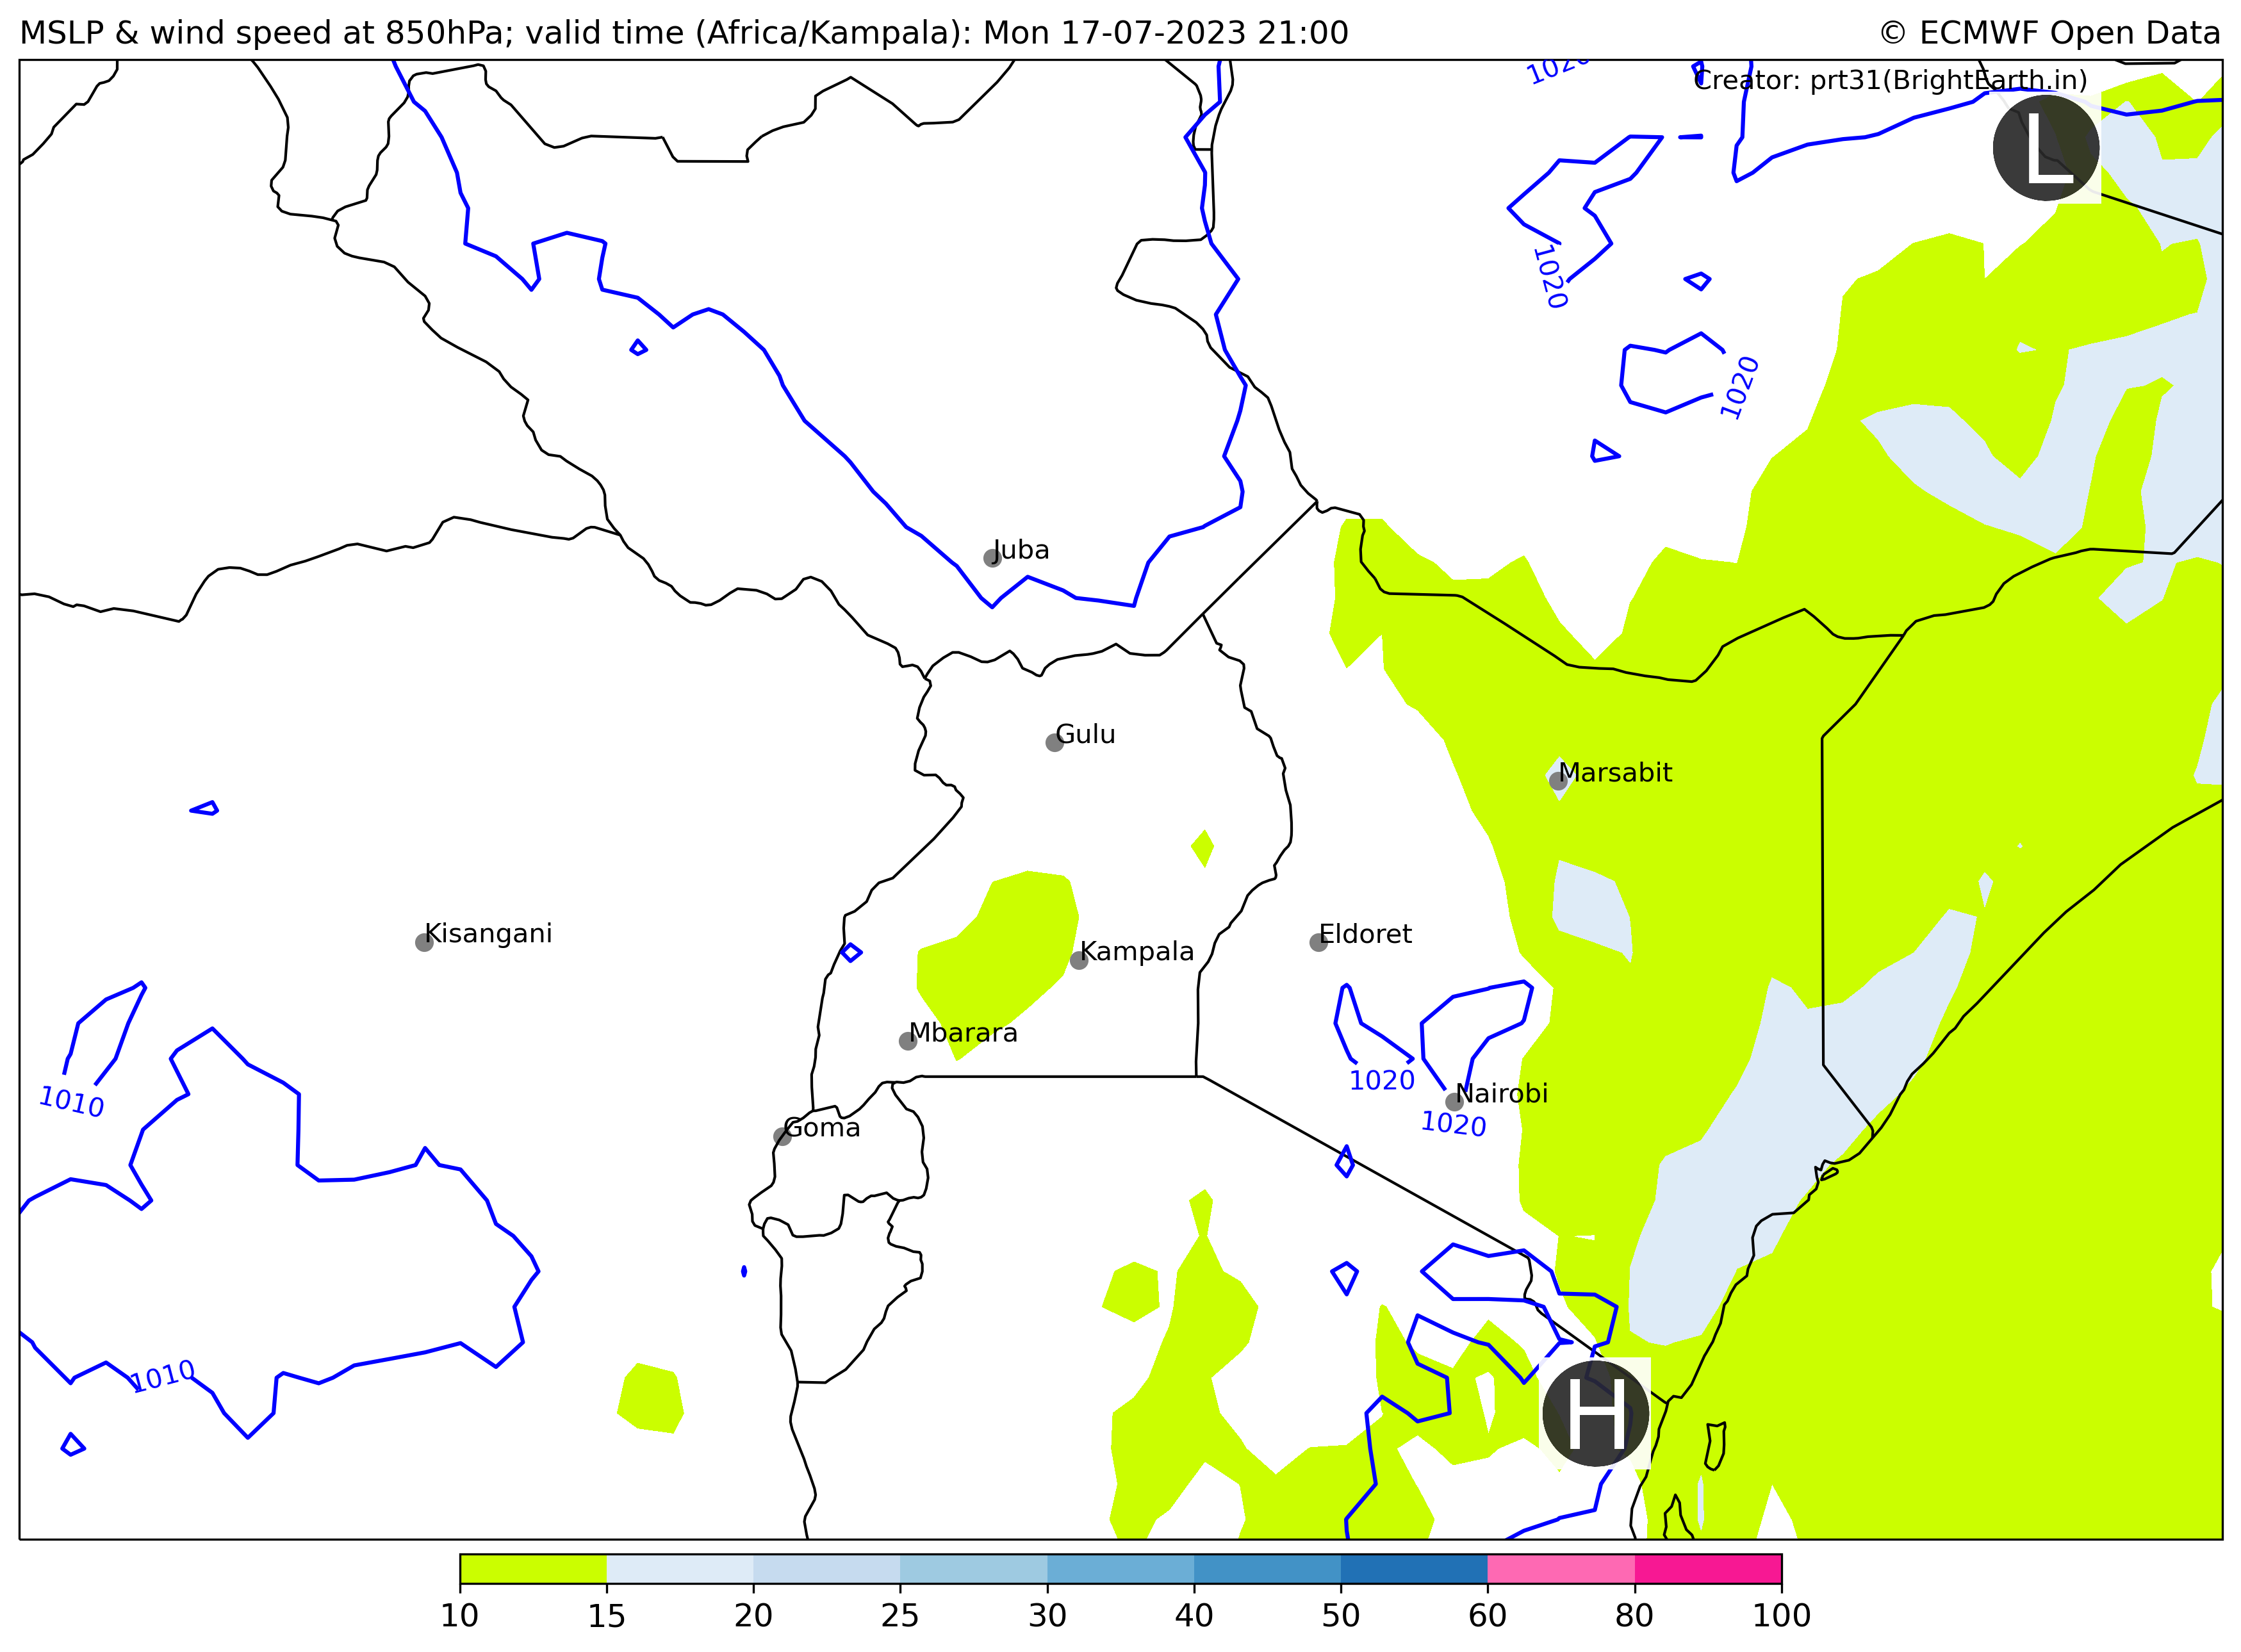 MSLP & wind speed at 850hPa; valid time (Africa/Kampala): Mon 17-07-2023 21:00
© ECMWF Open Data
1020
Creator: prt31(BrightEarth.in)
L
1020
1020
Juba
Gulu
Marsabit
Kisangani
Eldoret
Kampala
Mbarara
1020
Nairobi
1010
1020
Goma
1010
H
10 15 20 25 30 40 50 60 80 100